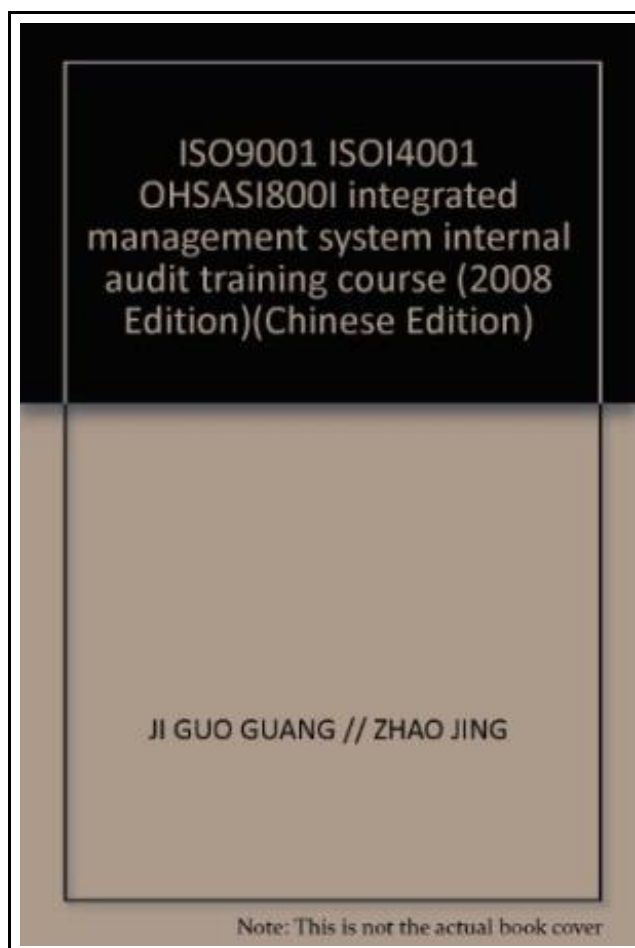 ISO9001 ISOI4001
OHSASI800I integrated
management system internal
audit training course (2008
Edition)(Chinese Edition)
JI GUO GUANG // ZHAO JING
Note: This is not the actual book cover